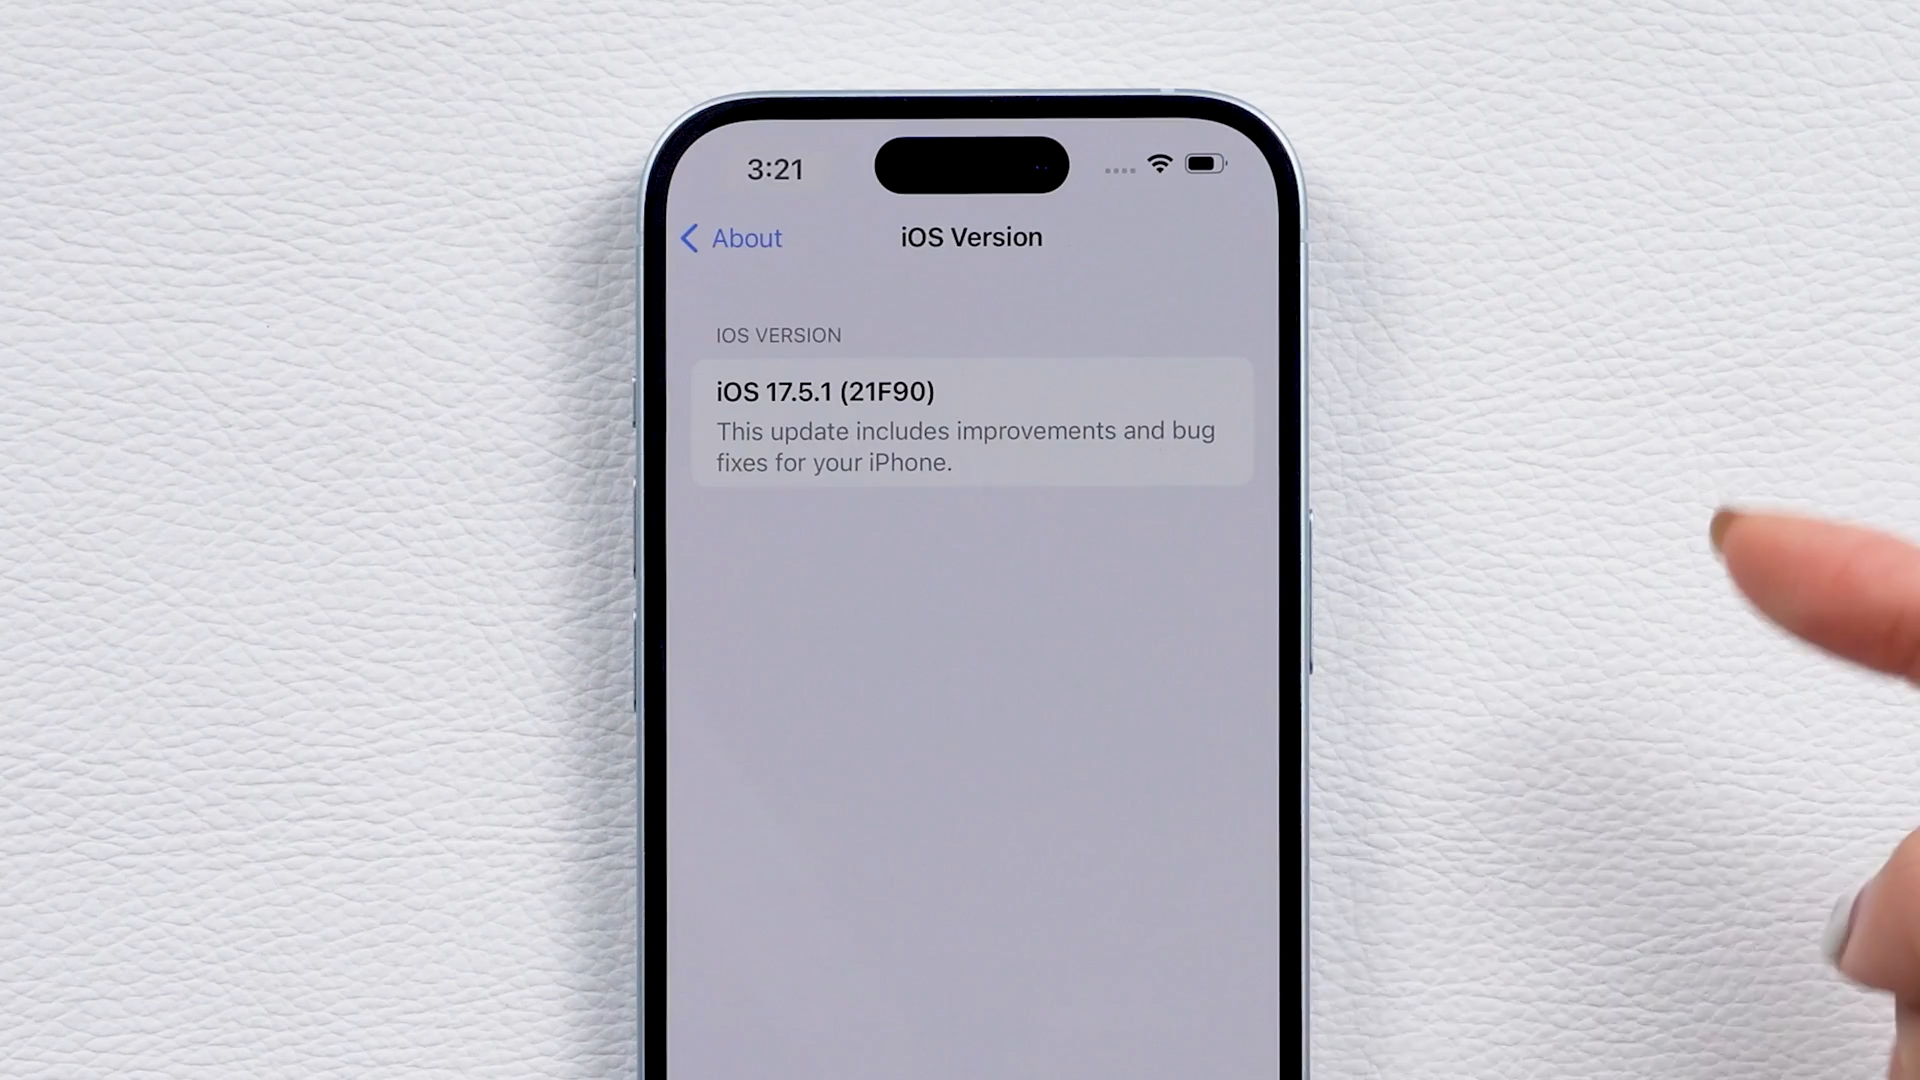 3:21
About
iOS Version
IOS VERSION
iOS 17.5.1 (21F90)
This update includes improvements and bug
fixes for your iPhone.